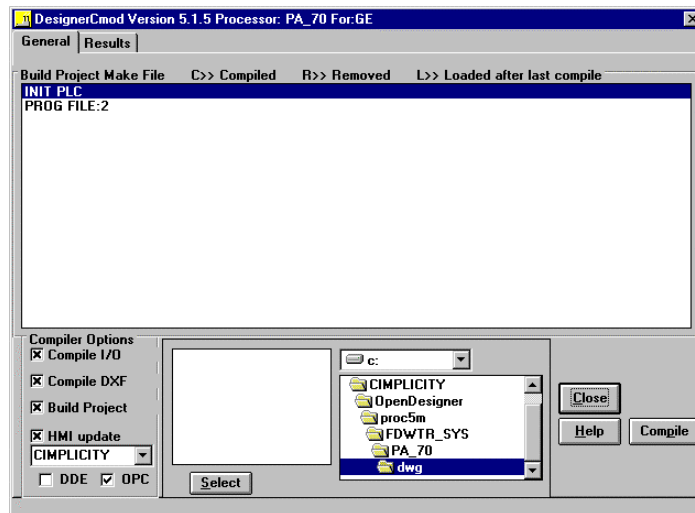 DesignerCmod Version 5.1.5 Processor: PA_70 For:GE
General Results
Build Project Make File C>> Compiled R>> Removed L>> Loaded after last compile
INIT PLC
PROG FILE:2
Compiler Options
Compile I/O
Compile DXF
Build Project
HMI update
CIMPLICITY
DDE OPC
Select
c:
CIMPLICITY
OpenDesigner
proc5m
FDWTR_SYS
PA_70
dwg
Close
Help Compile